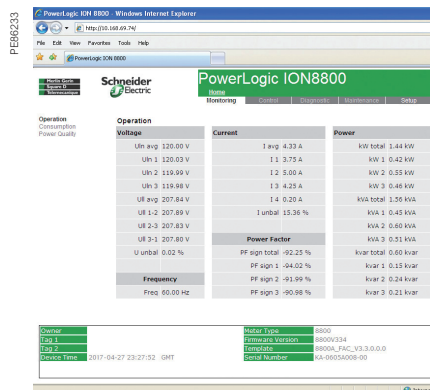 PE86233
PowerLogic ION 8800 - Windows Internet Explorer
http://10.168.69.74/
File Edit View Favorites Tools Help
PowerLogic ION 8800
Merlin Gerin
Square D
Telemecanique
Schneider
Electric
PowerLogic ION8800
Home
Monitoring Control Diagnostic Maintenance Setup
Operation
Consumption
Power Quality
Operation
Voltage
Uln avg 120.00 V
Uln 1 120.03 V
Uln 2 119.99 V
Uln 3 119.98 V
Ull avg 207.84 V
Ull 1-2 207.89 V
Ull 2-3 207.83 V
Ull 3-1 207.80 V
U unbal 0.02 %
Frequency
Freq 60.00 Hz
Current
I avg 4.33 A
I 1 3.75 A
I 2 5.00 A
I 3 4.25 A
I 4 0.20 A
I unbal 15.36 %
Power Factor
PF sign total -92.25 %
PF sign 1 -94.02 %
PF sign 2 -91.99 %
PF sign 3 -90.98 %
Power
kW total 1.44 kW
kW 1 0.42 kW
kW 2 0.55 kW
kW 3 0.46 kW
kVA total 1.56 kVA
kVA 1 0.45 kVA
kVA 2 0.60 kVA
kVA 3 0.51 kVA
kvar total 0.60 kvar
kvar 1 0.15 kvar
kvar 2 0.24 kvar
kvar 3 0.21 kvar
Owner
Tag 1
Tag 2
Device Time 2017-04-27 23:27:52 GMT
Meter Type 8800
Firmware Version 8800V334
Template 8800A_FAC_V3.3.0.0.0
Serial Number KA-0605A008-00